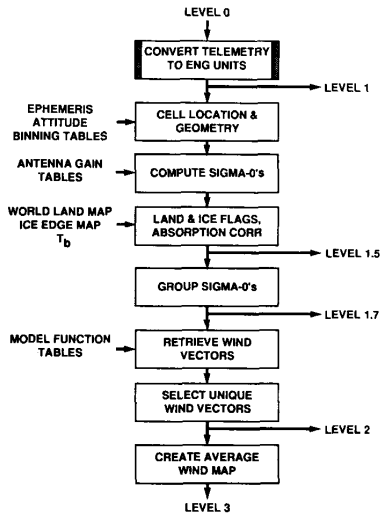 LEVEL 0
CONVERT TELEMETRY
TO ENG UNITS
LEVEL 1
EPHEMERIS
ATTITUDE
BINNING TABLES
CELL LOCATION &
GEOMETRY
ANTENNA GAIN
TABLES
COMPUTE SIGMA-0's
WORLD LAND MAP
ICE EDGE MAP
Tb
LAND & ICE FLAGS,
ABSORPTION CORR
LEVEL 1.5
GROUP SIGMA-0's
LEVEL 1.7
MODEL FUNCTION
TABLES
RETRIEVE WIND
VECTORS
SELECT UNIQUE
WIND VECTORS
LEVEL 2
CREATE AVERAGE
WIND MAP
LEVEL 3